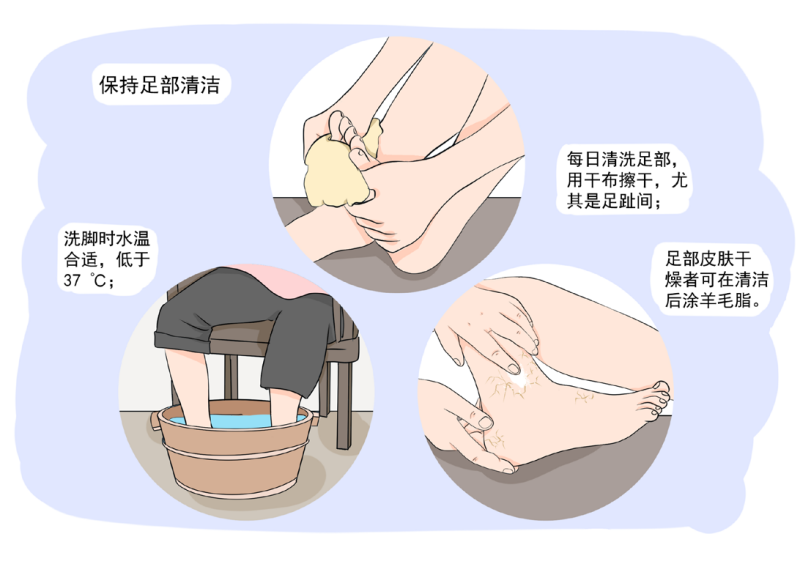 保持足部清洁
每日清洗足部，
用干布擦干，尤
其是足趾间；
洗脚时水温
合适，低于
37 ℃；
足部皮肤干
燥者可在清洁
后涂羊毛脂。